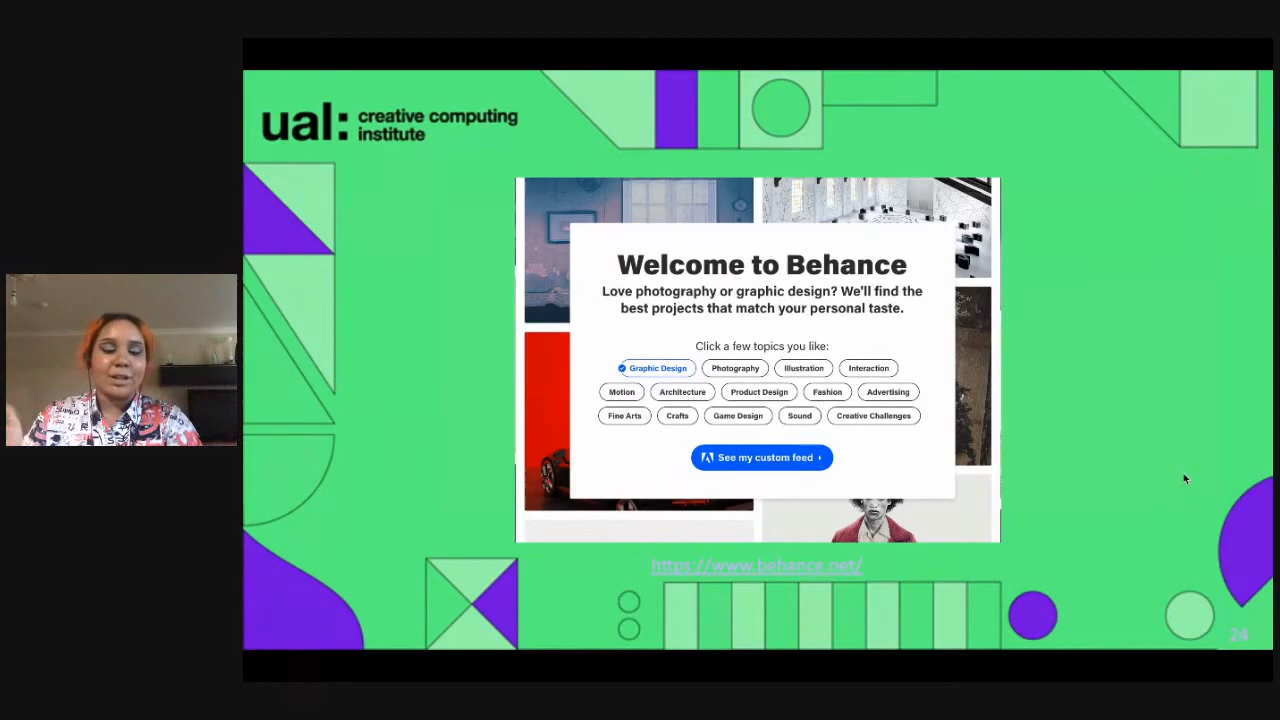 ual: creative computing
institute
Welcome to Behance
Love photography or graphic design? We'll find the
best projects that match your personal taste.
Click a few topics you like:
Graphic Design Photography Illustration Interaction
Motion Architecture Product Design Fashion Advertising
Fine Arts Crafts Game Design Sound Creative Challenges
See my custom feed
https://www.behance.net/
24